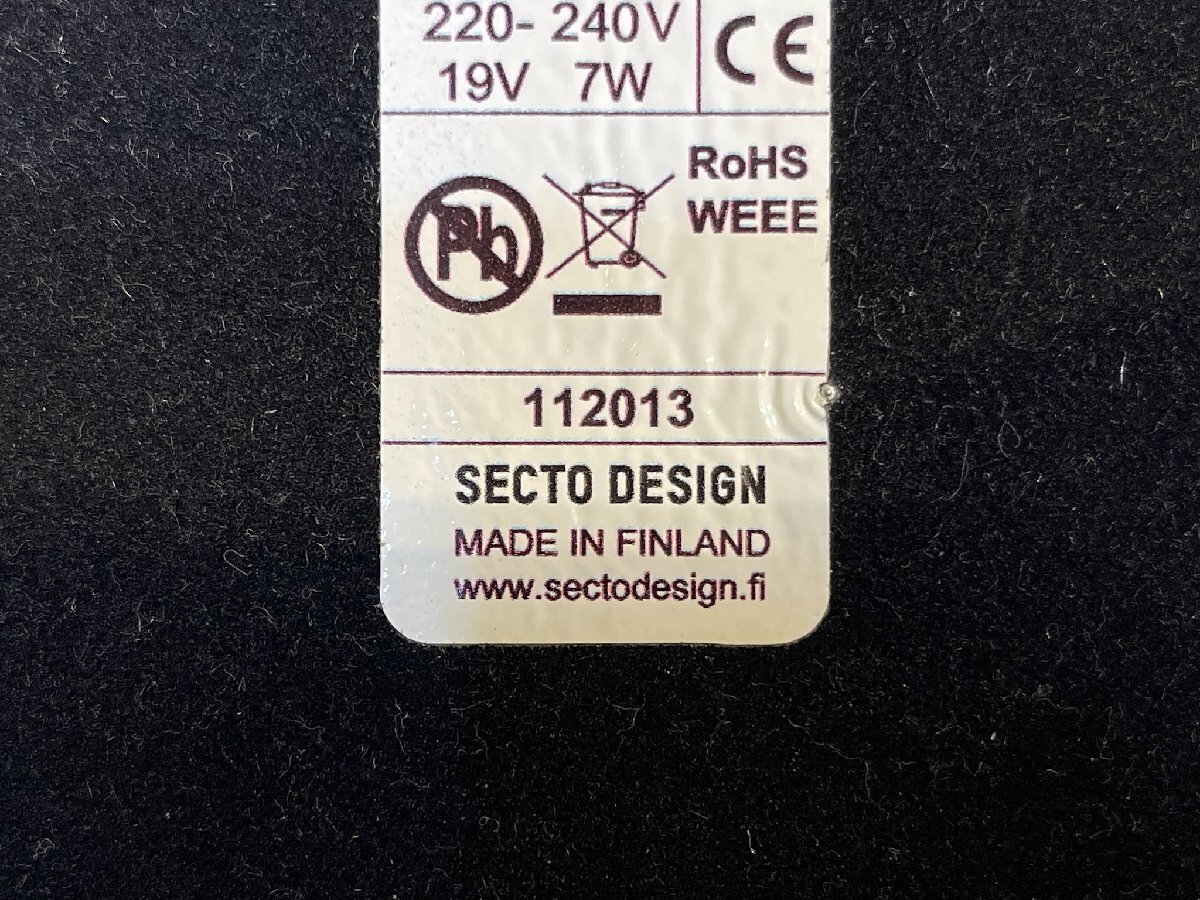 220- 240V
19V 7W
CE
RoHS
WEEE
Pb
112013
SECTO DESIGN
MADE IN FINLAND
www.sectodesign.fi